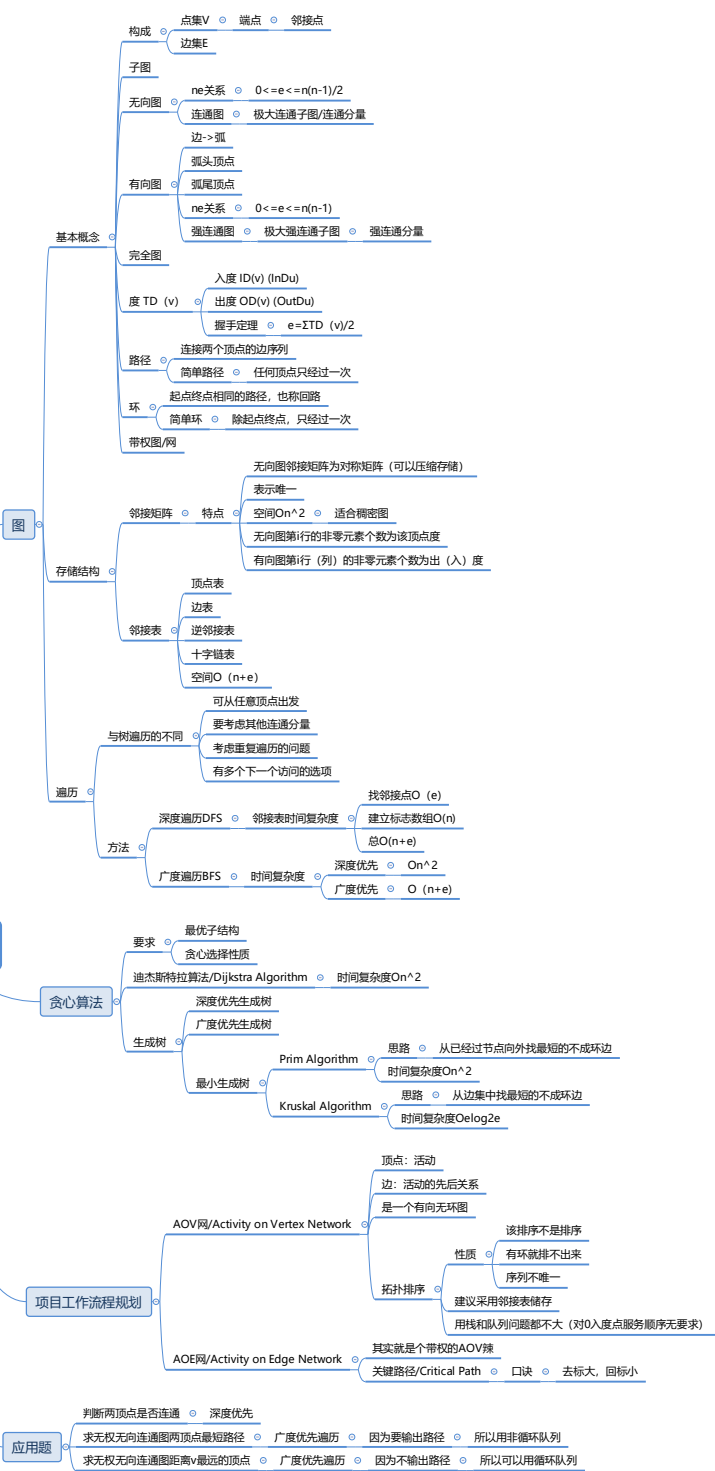 图
基本概念
构成
点集V
端点
邻接点
边集E
子图
无向图
ne关系
0<=e<=n(n-1)/2
连通图
极大连通子图/连通分量
有向图
边->弧
弧头顶点
弧尾顶点
ne关系
0<=e<=n(n-1)
强连通图
极大强连通子图
强连通分量
完全图
度 TD（v）
入度 ID(v) (InDu)
出度 OD(v) (OutDu)
握手定理
e=ΣTD（v)/2
路径
连接两个顶点的边序列
简单路径
任何顶点只经过一次
环
起点终点相同的路径，也称回路
简单环
除起点终点，只经过一次
带权图/网
存储结构
邻接矩阵
特点
无向图邻接矩阵为对称矩阵（可以压缩存储）
表示唯一
空间On^2
适合稠密图
无向图第i行的非零元素个数为该顶点度
有向图第i行（列）的非零元素个数为出（入）度
邻接表
顶点表
边表
逆邻接表
十字链表
空间O（n+e）
遍历
与树遍历的不同
可从任意顶点出发
要考虑其他连通分量
考虑重复遍历的问题
有多个下一个访问的选项
方法
深度遍历DFS
邻接表时间复杂度
找邻接点O（e)
建立标志数组O(n)
总O(n+e)
广度遍历BFS
时间复杂度
深度优先
On^2
广度优先
O（n+e)
贪心算法
要求
最优子结构
贪心选择性质
迪杰斯特拉算法/Dijkstra Algorithm
时间复杂度On^2
生成树
深度优先生成树
广度优先生成树
最小生成树
Prim Algorithm
思路
从已经过节点向外找最短的不成环边
时间复杂度On^2
Kruskal Algorithm
思路
从边集中找最短的不成环边
时间复杂度Oelog2e
项目工作流程规划
AOV网/Activity on Vertex Network
顶点：活动
边：活动的先后关系
是一个有向无环图
拓扑排序
性质
该排序不是排序
有环就排不出来
序列不唯一
建议采用邻接表储存
用栈和队列问题都不大（对0入度点服务顺序无要求）
AOE网/Activity on Edge Network
其实就是个带权的AOV辣
关键路径/Critical Path
口诀
去标大，回标小
应用题
判断两顶点是否连通
深度优先
求无权无向连通图两顶点最短路径
广度优先遍历
因为要输出路径
所以用非循环队列
求无权无向连通图距离v最远的顶点
广度优先遍历
因为不输出路径
所以可以用循环队列